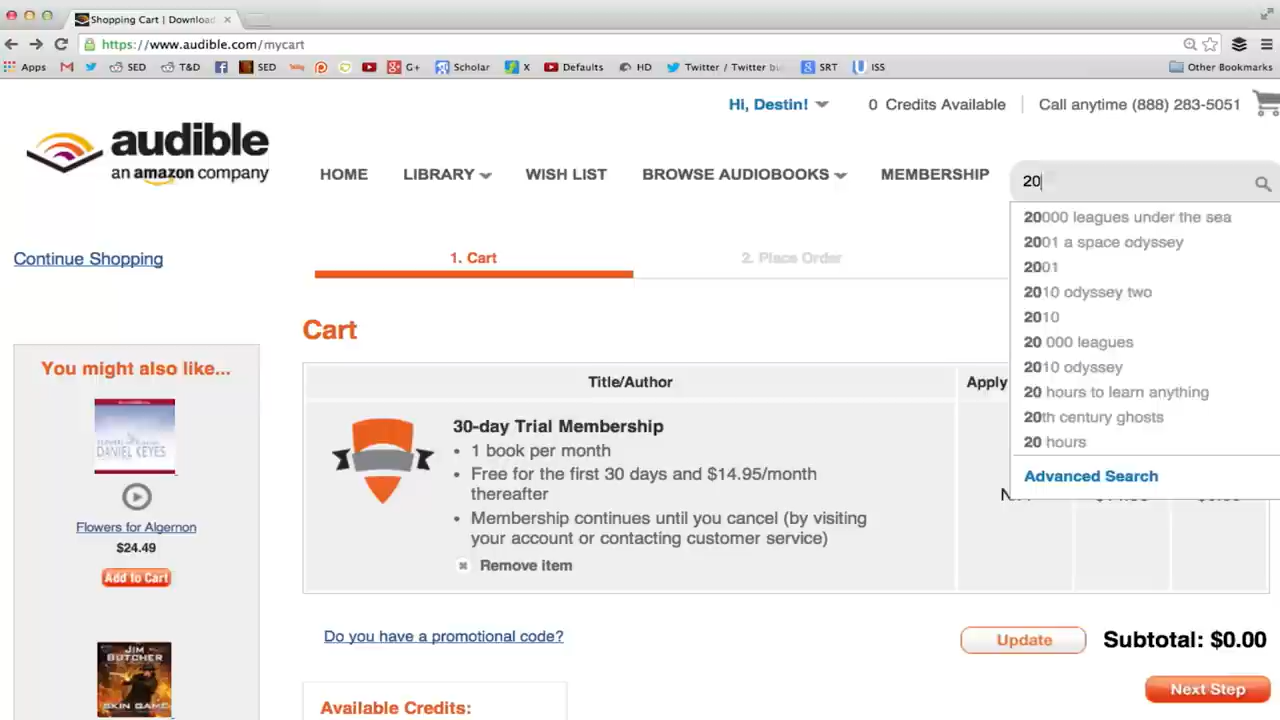 Shopping Cart | Download
https://www.audible.com/mycart
Apps
SED
T&D
SED
G+
Scholar
X
Defaults
HD
Twitter / Twitter bu
SRT
ISS
Other Bookmarks
Hi, Destin!
0 Credits Available
Call anytime (888) 283-5051
audible
an amazon company
HOME
LIBRARY
WISH LIST
BROWSE AUDIOBOOKS
MEMBERSHIP
20
20000 leagues under the sea
2001 a space odyssey
2001
2010 odyssey two
2010
20 000 leagues
2010 odyssey
20 hours to learn anything
20th century ghosts
20 hours
Advanced Search
Continue Shopping
1. Cart
2. Place Order
Cart
You might also like...
DANIEL KEYES
Flowers for Algernon
$24.49
Add to Cart
JIM
BUTCHER
SKIN GAME
Title/Author
Apply
30-day Trial Membership
• 1 book per month
• Free for the first 30 days and $14.95/month
thereafter
• Membership continues until you cancel (by visiting
your account or contacting customer service)
Remove item
Do you have a promotional code?
Update
Subtotal: $0.00
Next Step
Available Credits: